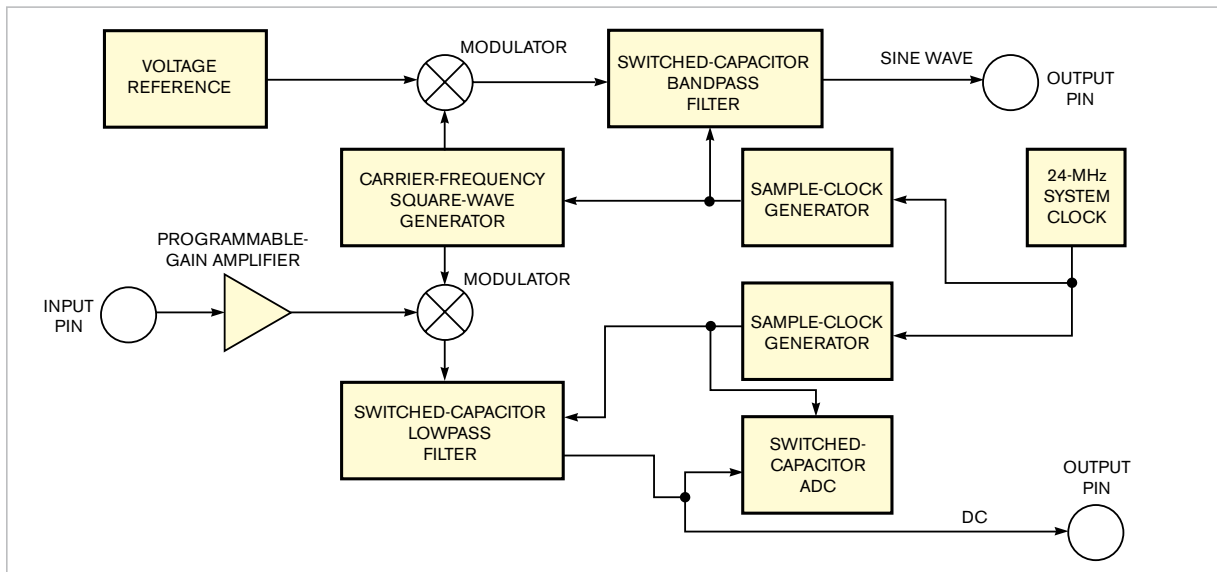 VOLTAGE
REFERENCE
MODULATOR
SWITCHED-CAPACITOR
BANDPASS
FILTER
SINE WAVE
OUTPUT
PIN
CARRIER-FREQUENCY
SQUARE-WAVE
GENERATOR
SAMPLE-CLOCK
GENERATOR
24-MHz
SYSTEM
CLOCK
PROGRAMMABLE-
GAIN AMPLIFIER
MODULATOR
INPUT
PIN
SAMPLE-CLOCK
GENERATOR
SWITCHED-CAPACITOR
LOWPASS
FILTER
SWITCHED-
CAPACITOR
ADC
OUTPUT
PIN
DC